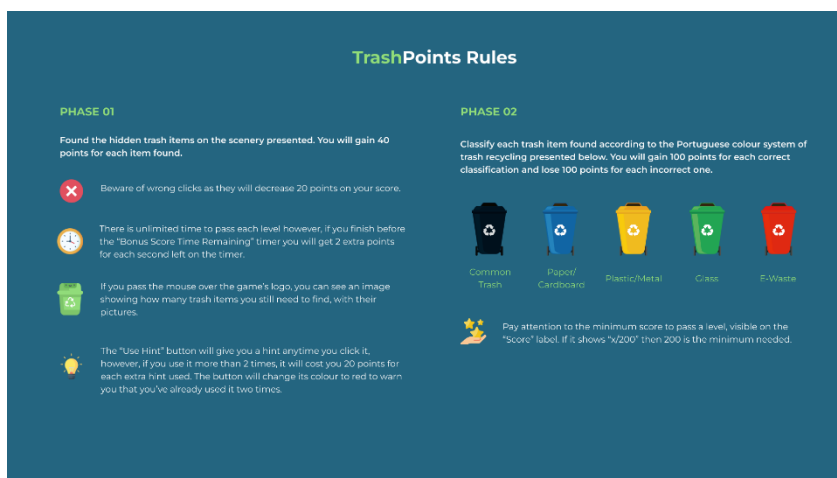 TrashPoints Rules
PHASE 01
Found the hidden trash items on the scenery presented. You will gain 40
points for each item found.
Beware of wrong clicks as they will decrease 20 points on your score.
There is unlimited time to pass each level however, if you finish before
the "Bonus Score Time Remaining" timer you will get 2 extra points
for each second left on the timer.
If you pass the mouse over the game's logo, you can see an image
showing how many trash items you still need to find, with their
pictures.
The "Use Hint" button will give you a hint anytime you click it,
however, if you use it more than 2 times, it will cost you 20 points for
each extra hint used. The button will change its colour to red to warn
you that you've already used it two times.
PHASE 02
Classify each trash item found according to the Portuguese colour system of
trash recycling presented below. You will gain 100 points for each correct
classification and lose 100 points for each incorrect one.
Common
Trash
Paper/
Cardboard
Plastic/Metal
Glass
E-Waste
Pay attention to the minimum score to pass a level, visible on the
"Score" label. If it shows "x/200" then 200 is the minimum needed.